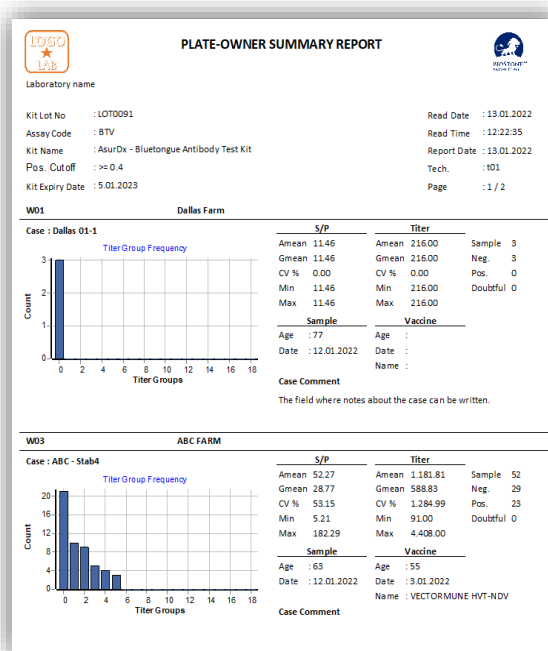 LOGO
LAB
PLATE-OWNER SUMMARY REPORT
BIOSTONE™
Laboratory name
Kit Lot No : LOT0091 Read Date : 13.01.2022
Assay Code : BTV Read Time : 12:22:35
Kit Name : AsurDx - Bluetongue Antibody Test Kit Report Date : 13.01.2022
Pos. Cutoff : >= 0.4 Tech. : t01
Kit Expiry Date : 5.01.2023 Page : 1 / 2
W01 Dallas Farm
Case : Dallas 01-1 S/P Titer
Titer Group Frequency Amean 11.46 Amean 216.00 Sample 3
Gmean 11.46 Gmean 216.00 Neg. 3
CV % 0.00 CV % 0.00 Pos. 0
Min 11.46 Min 216.00 Doubtful 0
Max 11.46 Max 216.00
Sample Vaccine
Age : 77 Age :
Date : 12.01.2022 Date :
Name :
Count
3
2
1
0
0 2 4 6 8 10 12 14 16 18
Titer Groups
Case Comment
The field where notes about the case can be written.
W03 ABC FARM
Case : ABC - Stab4 S/P Titer
Titer Group Frequency Amean 52.27 Amean 1.181.81 Sample 52
Gmean 28.77 Gmean 588.83 Neg. 29
CV % 53.15 CV % 1.284.99 Pos. 23
Min 5.21 Min 91.00 Doubtful 0
Max 182.29 Max 4.408.00
Sample Vaccine
Age : 63 Age : 55
Date : 12.01.2022 Date : 3.01.2022
Name : VECTORMUNE HVT-NDV
Count
20
16
12
8
4
0
0 2 4 6 8 10 12 14 16 18
Titer Groups
Case Comment